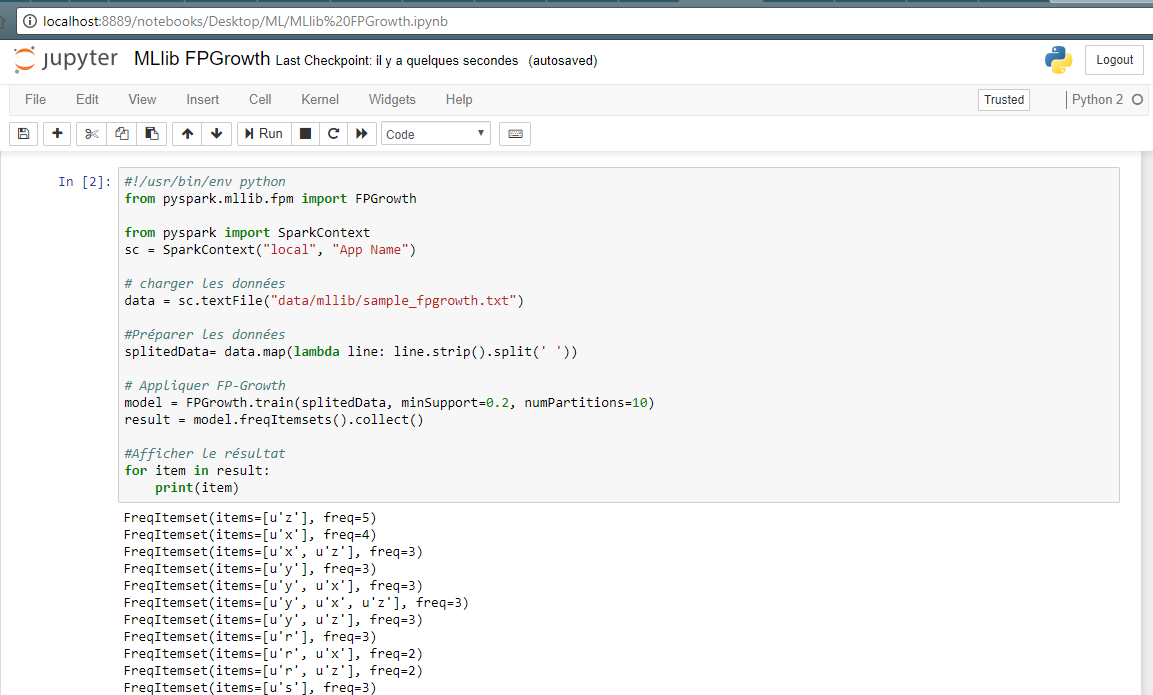 localhost:8889/notebooks/Desktop/ML/MLlib%20FPGrowth.ipynb
jupyter MLlib FPGrowth Last Checkpoint: il y a quelques secondes (autosaved)
Logout
File Edit View Insert Cell Kernel Widgets Help Trusted Python 2
Run Code
In [2]: #!/usr/bin/env python
from pyspark.mllib.fpm import FPGrowth
from pyspark import SparkContext
sc = SparkContext("local", "App Name")
# charger les données
data = sc.textFile("data/mllib/sample_fpgrowth.txt")
#Préparer les données
splitedData= data.map(lambda line: line.strip().split(' '))
# Appliquer FP-Growth
model = FPGrowth.train(splitedData, minSupport=0.2, numPartitions=10)
result = model.freqItemsets().collect()
#Afficher le résultat
for item in result:
    print(item)
FreqItemset(items=[u'z'], freq=5)
FreqItemset(items=[u'x'], freq=4)
FreqItemset(items=[u'x', u'z'], freq=3)
FreqItemset(items=[u'y'], freq=3)
FreqItemset(items=[u'y', u'x'], freq=3)
FreqItemset(items=[u'y', u'x', u'z'], freq=3)
FreqItemset(items=[u'y', u'z'], freq=3)
FreqItemset(items=[u'r'], freq=3)
FreqItemset(items=[u'r', u'x'], freq=2)
FreqItemset(items=[u'r', u'z'], freq=2)
FreqItemset(items=[u's'], freq=3)